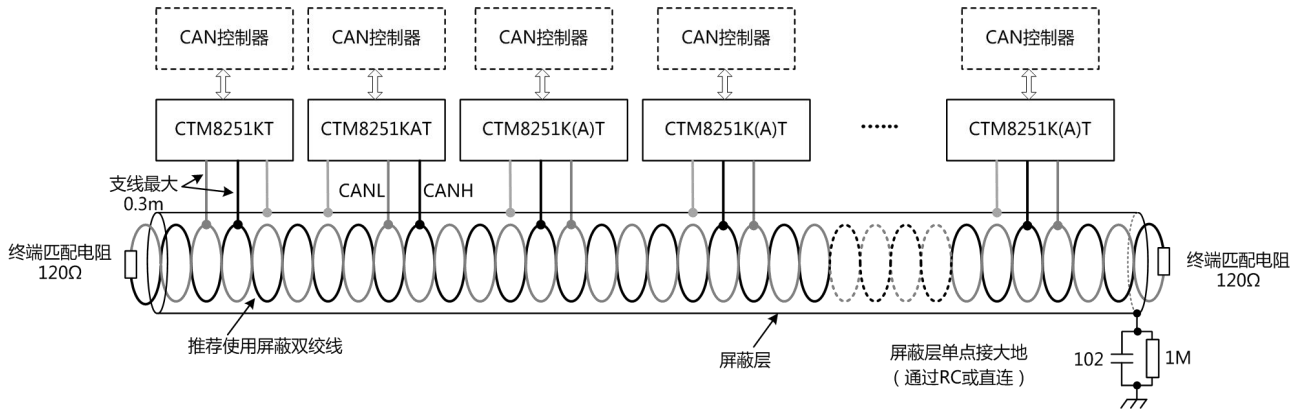 CAN控制器
CAN控制器
CAN控制器
CAN控制器
CAN控制器
CTM8251KT
CTM8251KAT
CTM8251K(A)T
CTM8251K(A)T
······
CTM8251K(A)T
支线最大
0.3m
CANL
CANH
终端匹配电阻
120Ω
终端匹配电阻
120Ω
推荐使用屏蔽双绞线
屏蔽层
屏蔽层单点接大地
（通过RC或直连）
102
1M